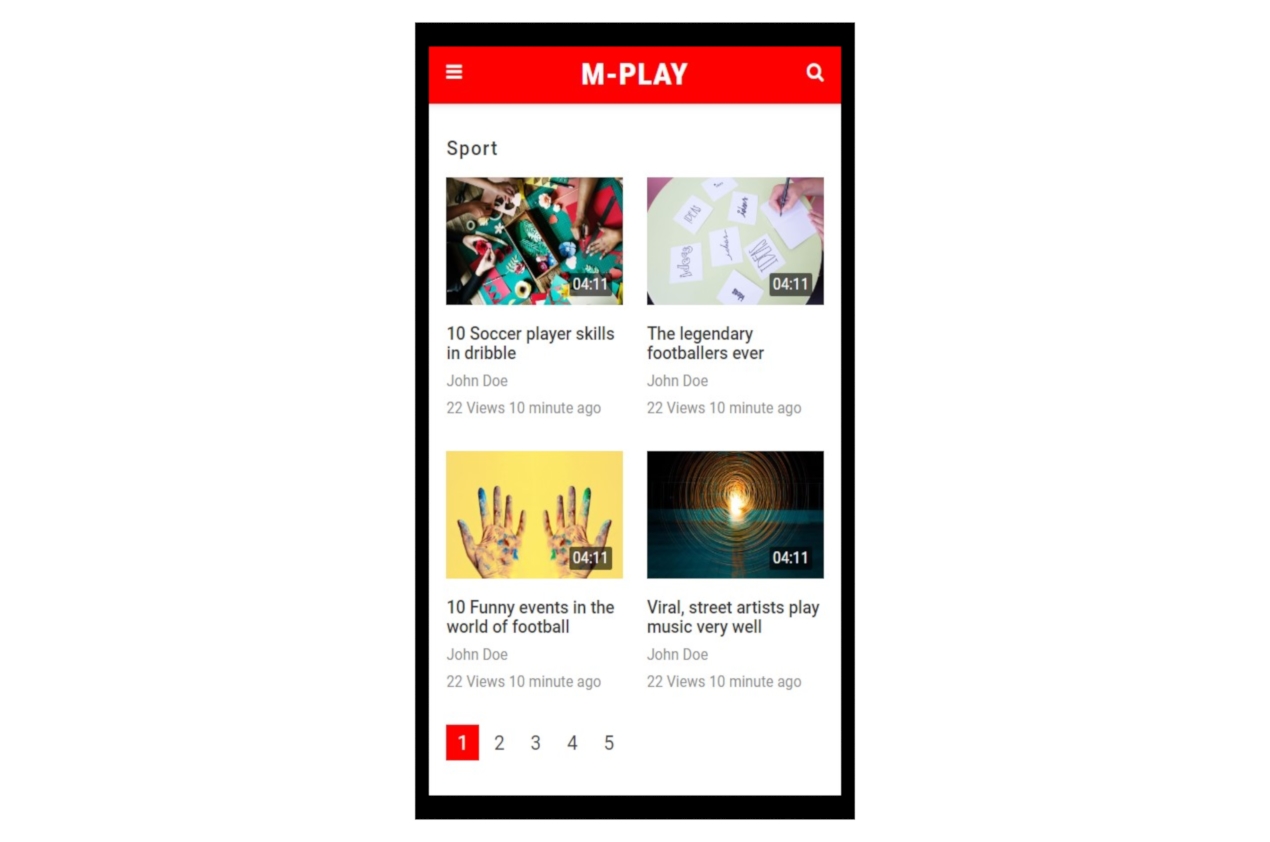 M-PLAY
Sport
04:11
04:11
10 Soccer player skills
in dribble
John Doe
22 Views 10 minute ago
The legendary
footballers ever
John Doe
22 Views 10 minute ago
04:11
04:11
10 Funny events in the
world of football
John Doe
22 Views 10 minute ago
Viral, street artists play
music very well
John Doe
22 Views 10 minute ago
1 2 3 4 5